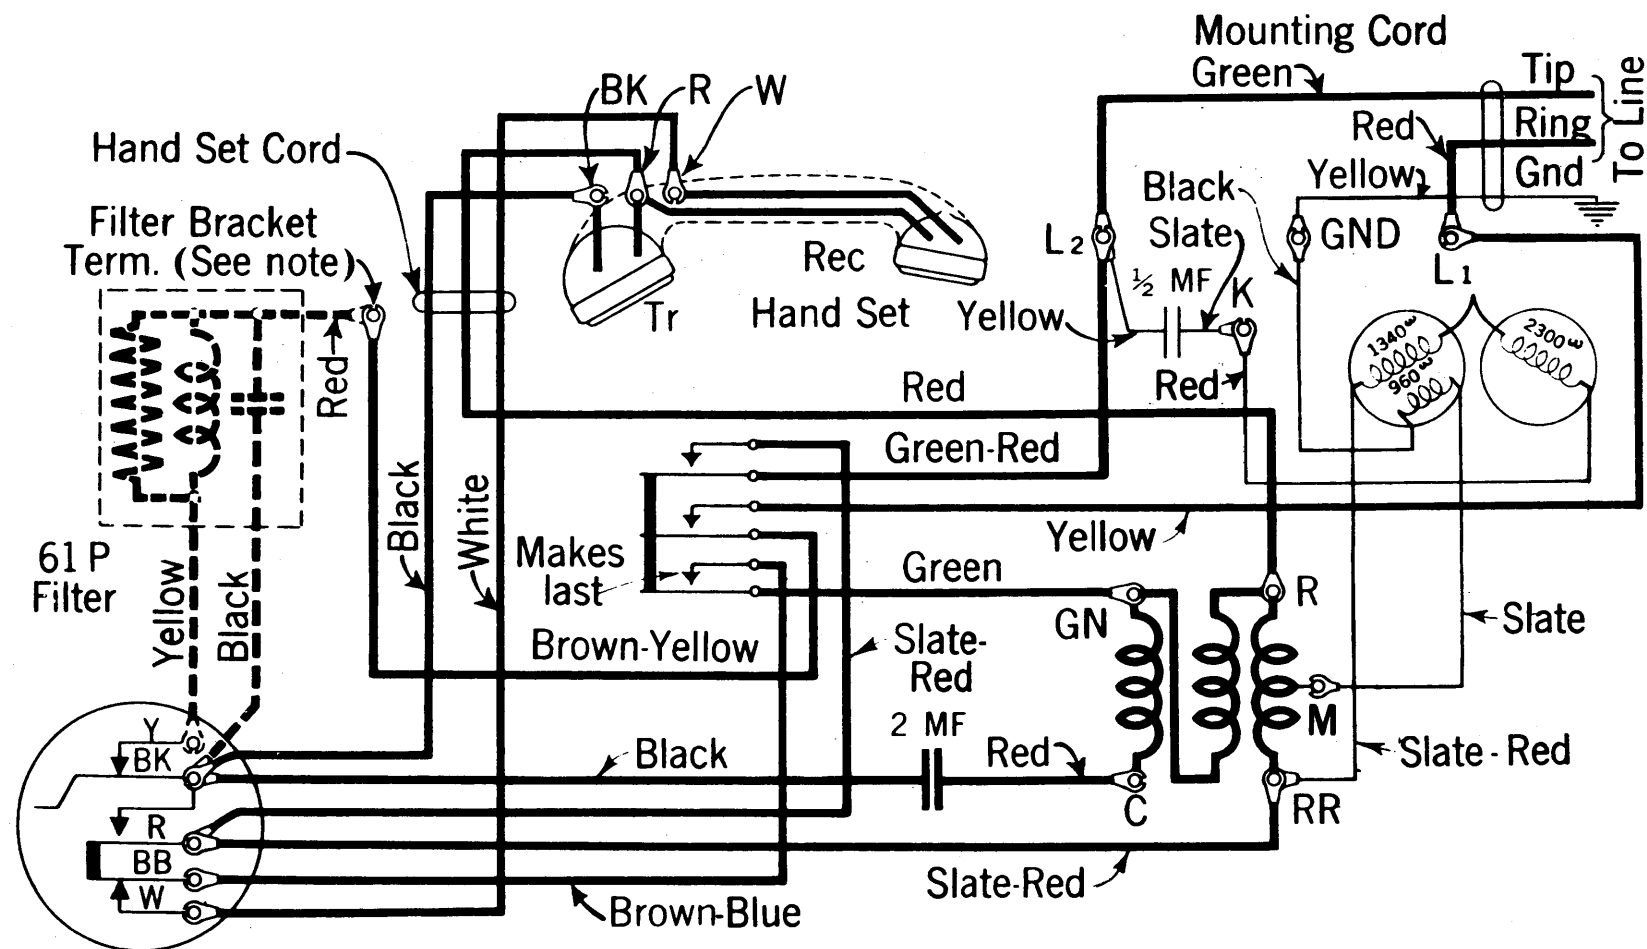 Mounting Cord
Green
Tip
Ring
Gnd
To Line
Red
Yellow
BK
R
W
Hand Set Cord
Filter Bracket
Term. (See note)
Black
Slate
L2
GND
L1
½ MF
K
Yellow
Red
Rec
Tr
Hand Set
1340ω
960ω
2300ω
Red
Red
Green-Red
Black
White
Makes
last
Yellow
Green
61 P
Filter
Yellow
Black
GN
R
Slate
Brown-Yellow
Slate-
Red
M
2 MF
Y
BK
Black
Red
Slate-Red
C
RR
R
BB
W
Slate-Red
Brown-Blue